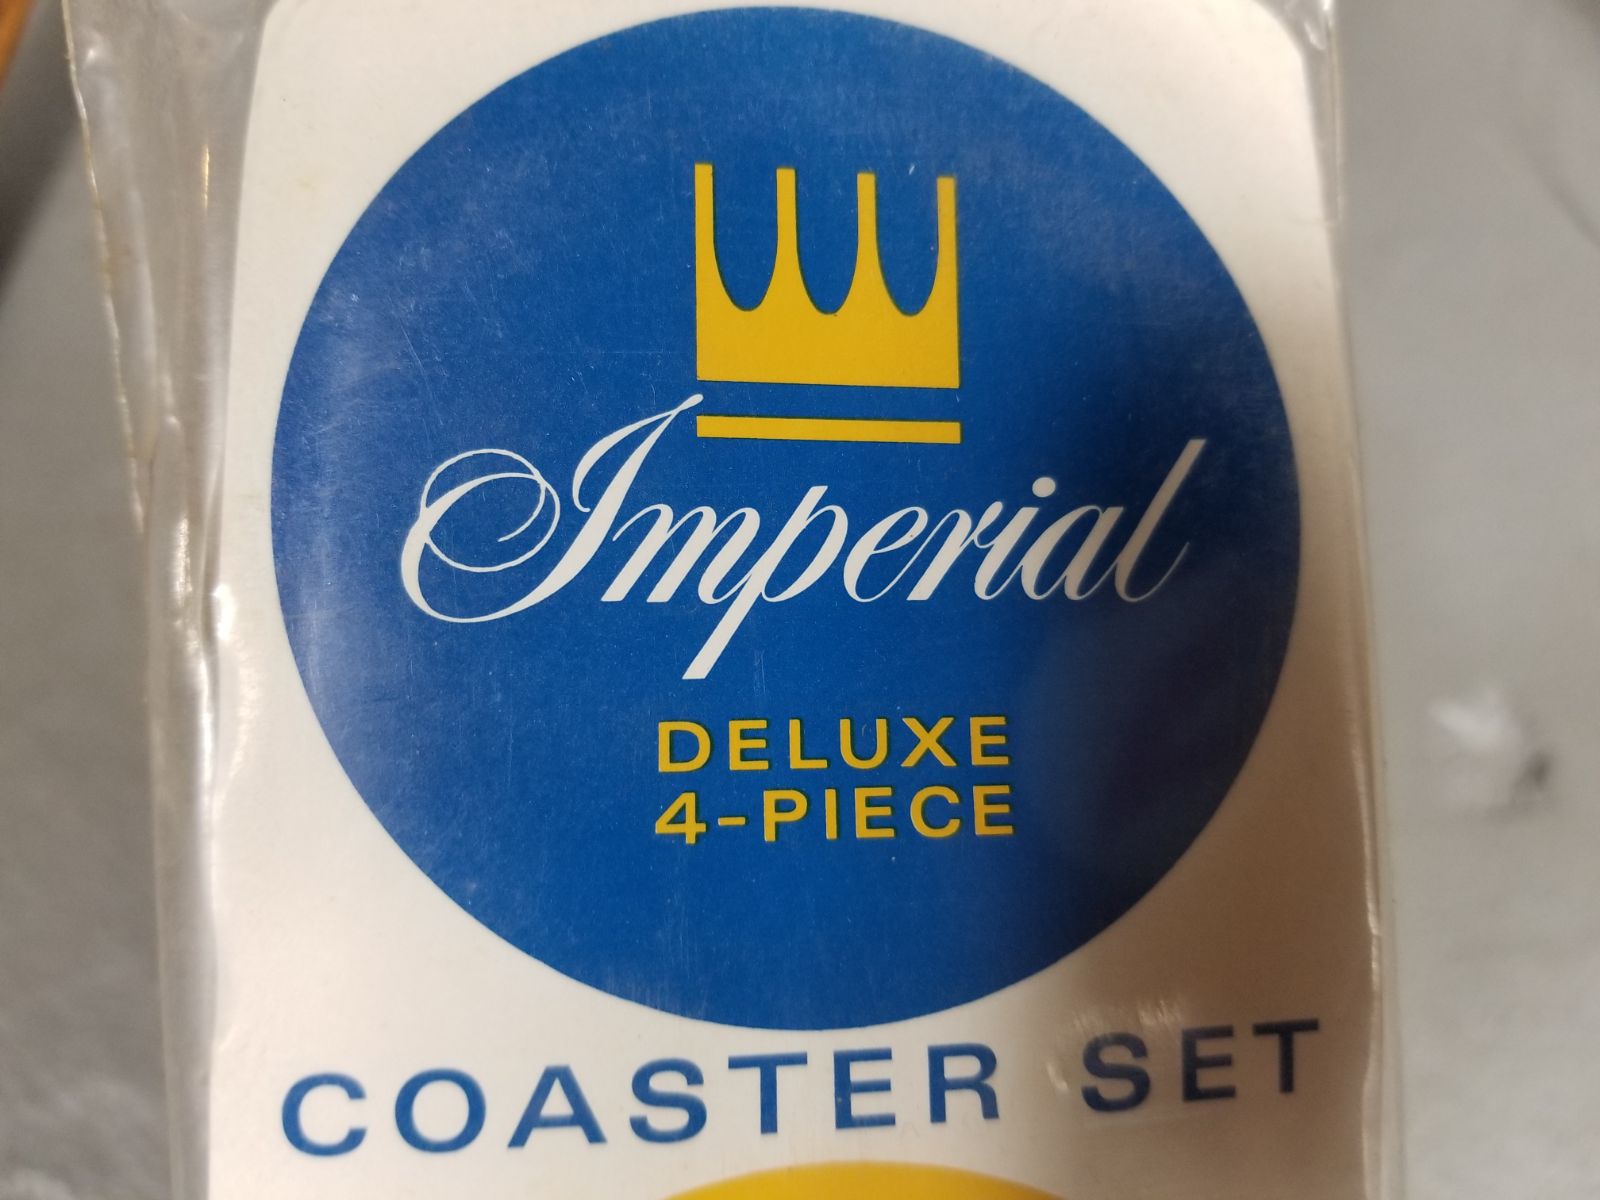 Imperial
DELUXE
4-PIECE
COASTER SET